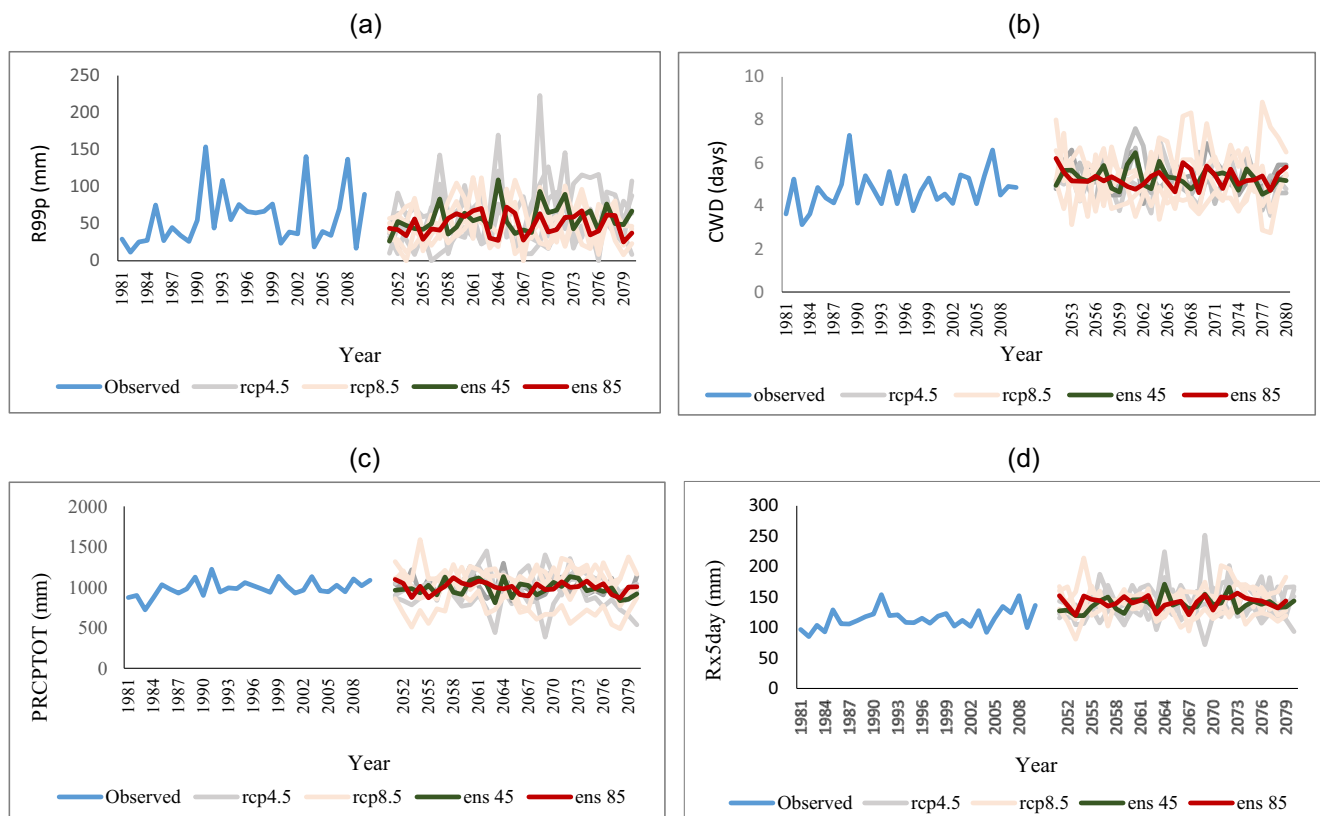 (a)
250
200
150
100
50
0
R99p (mm)
1981 1984 1987 1990 1993 1996 1999 2002 2005 2008 2052 2055 2058 2061 2064 2067 2070 2073 2076 2079
Year
Observed rcp4.5 rcp8.5 ens 45 ens 85
(b)
10
8
6
4
2
0
CWD (days)
1981 1984 1987 1990 1993 1996 1999 2002 2005 2008 2053 2056 2059 2062 2065 2068 2071 2074 2077 2080
Year
observed rcp4.5 rcp8.5 ens 45 ens 85
(c)
2000
1500
1000
500
0
PRCPTOT (mm)
1981 1984 1987 1990 1993 1996 1999 2002 2005 2008 2052 2055 2058 2061 2064 2067 2070 2073 2076 2079
Year
Observed rcp4.5 rcp8.5 ens 45 ens 85
(d)
300
250
200
150
100
50
0
Rx5day (mm)
1981 1984 1987 1990 1993 1996 1999 2002 2005 2008 2052 2055 2058 2061 2064 2067 2070 2073 2076 2079
Year
Observed rcp4.5 rcp8.5 ens 45 ens 85